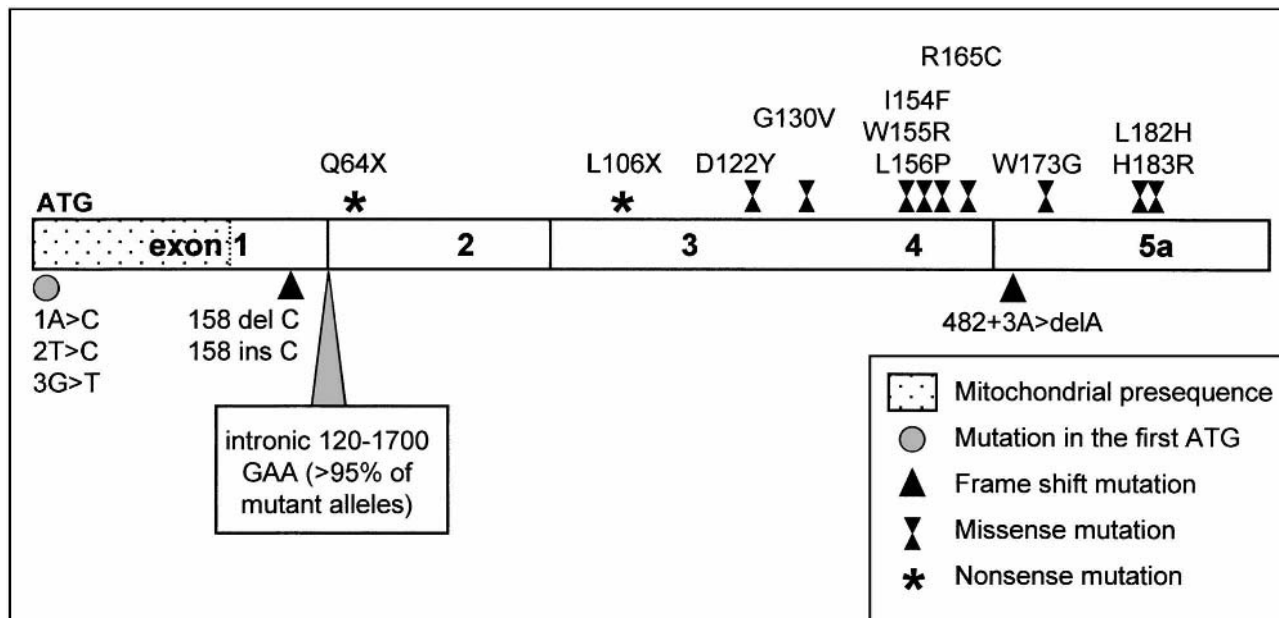 R165C
I154F
G130V
W155R
L182H
Q64X
L106X
D122Y
L156P
W173G
H183R
ATG
exon 1
2
3
4
5a
1A>C
2T>C
3G>T
158 del C
158 ins C
482+3A>delA
intronic 120-1700
GAA (>95% of
mutant alleles)
Mitochondrial presequence
Mutation in the first ATG
Frame shift mutation
Missense mutation
Nonsense mutation